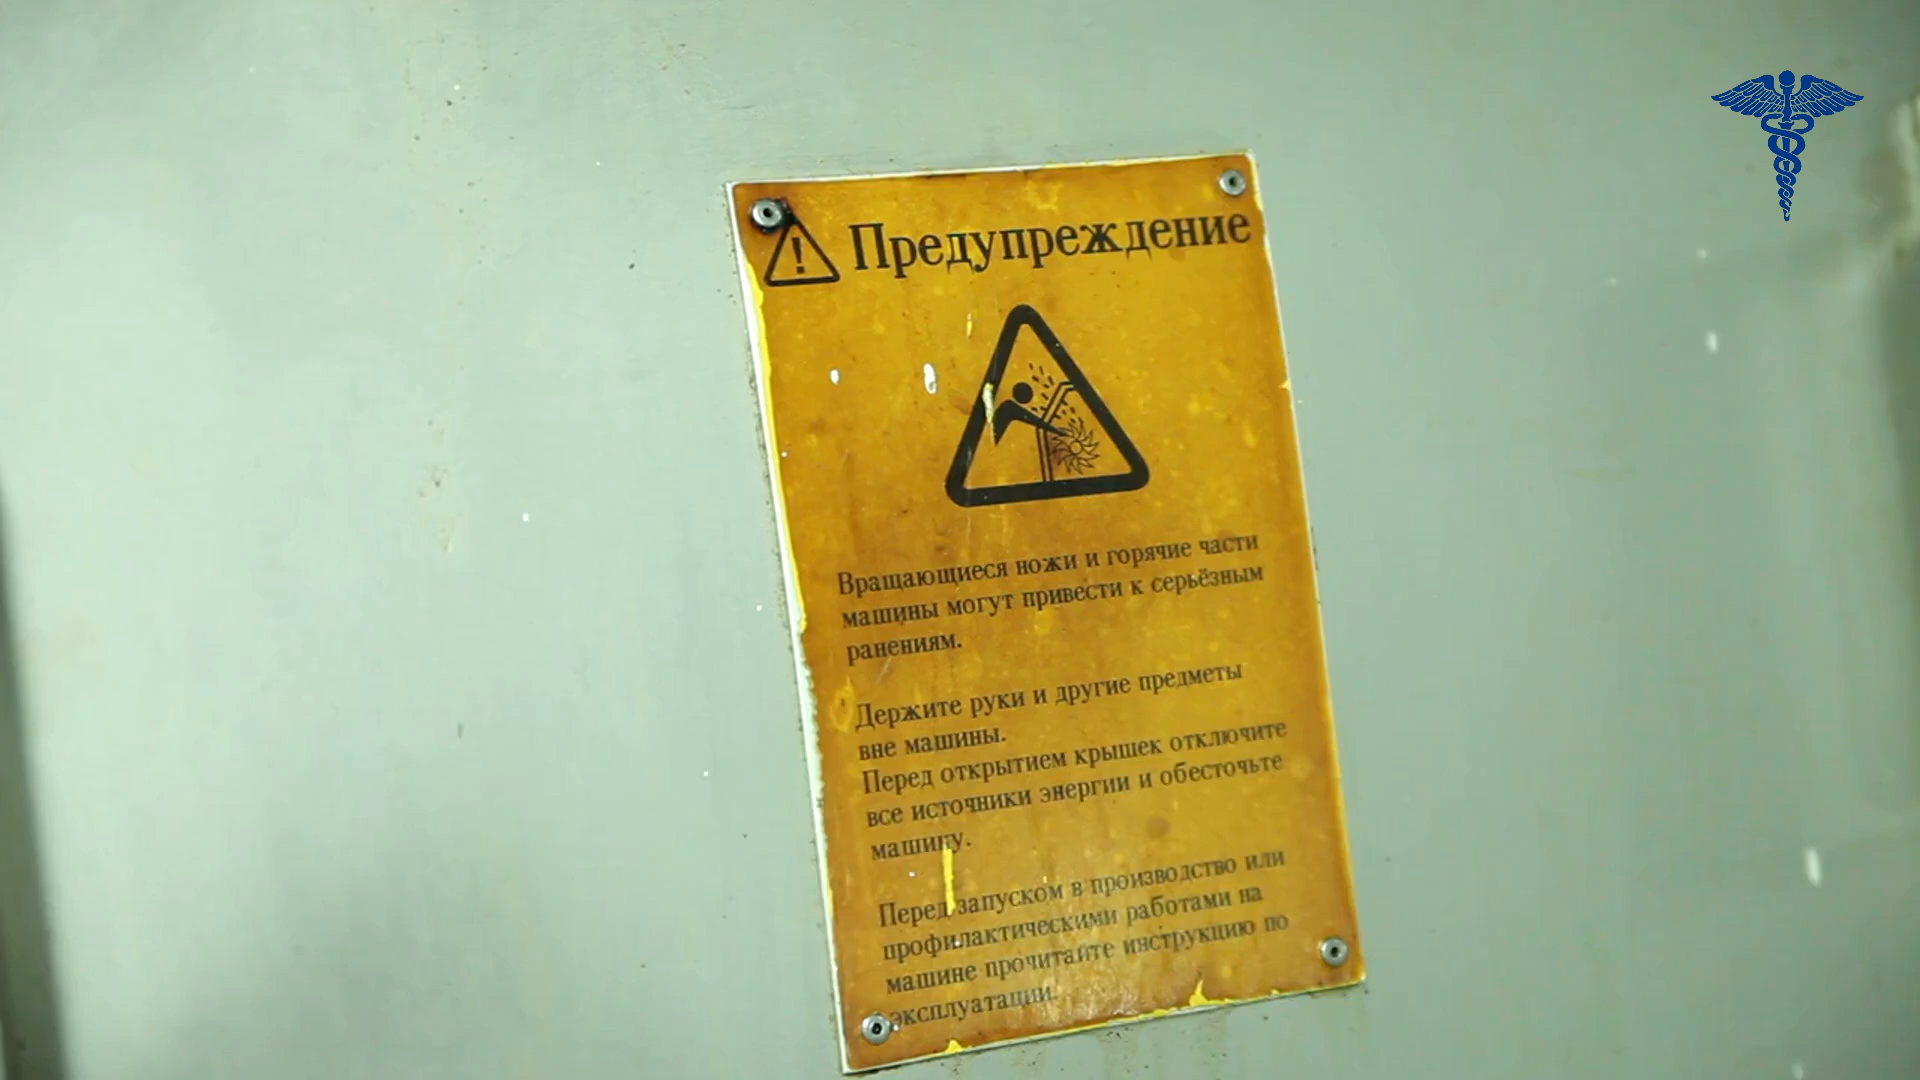 Предупреждение
Вращающиеся ножи и горячие части
машины могут привести к серьёзным
ранениям.
Держите руки и другие предметы
вне машины.
Перед открытием крышек отключите
все источники энергии и обесточьте
машину.
Перед запуском в производство или
профилактическими работами на
машине прочитайте инструкцию по
эксплуатации.